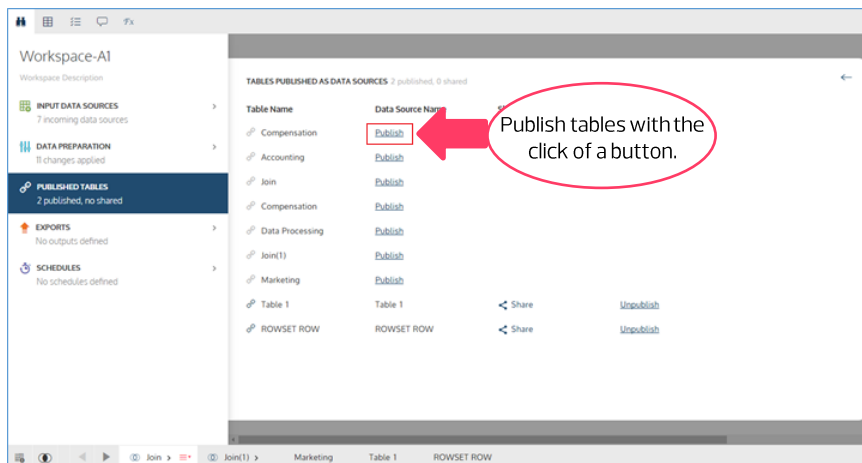 Workspace-A1
Workspace Description
INPUT DATA SOURCES
7 incoming data sources
DATA PREPARATION
11 changes applied
PUBLISHED TABLES
2 published, no shared
EXPORTS
No outputs defined
SCHEDULES
No schedules defined
TABLES PUBLISHED AS DATA SOURCES 2 published, 0 shared
Table Name Data Source Name
Compensation Publish
Accounting Publish
Join Publish
Compensation Publish
Data Processing Publish
Join(1) Publish
Marketing Publish
Table 1 Table 1 Share Unpublish
ROWSET ROW ROWSET ROW Share Unpublish
Publish tables with the
click of a button.
Join Join(1) Marketing Table 1 ROWSET ROW